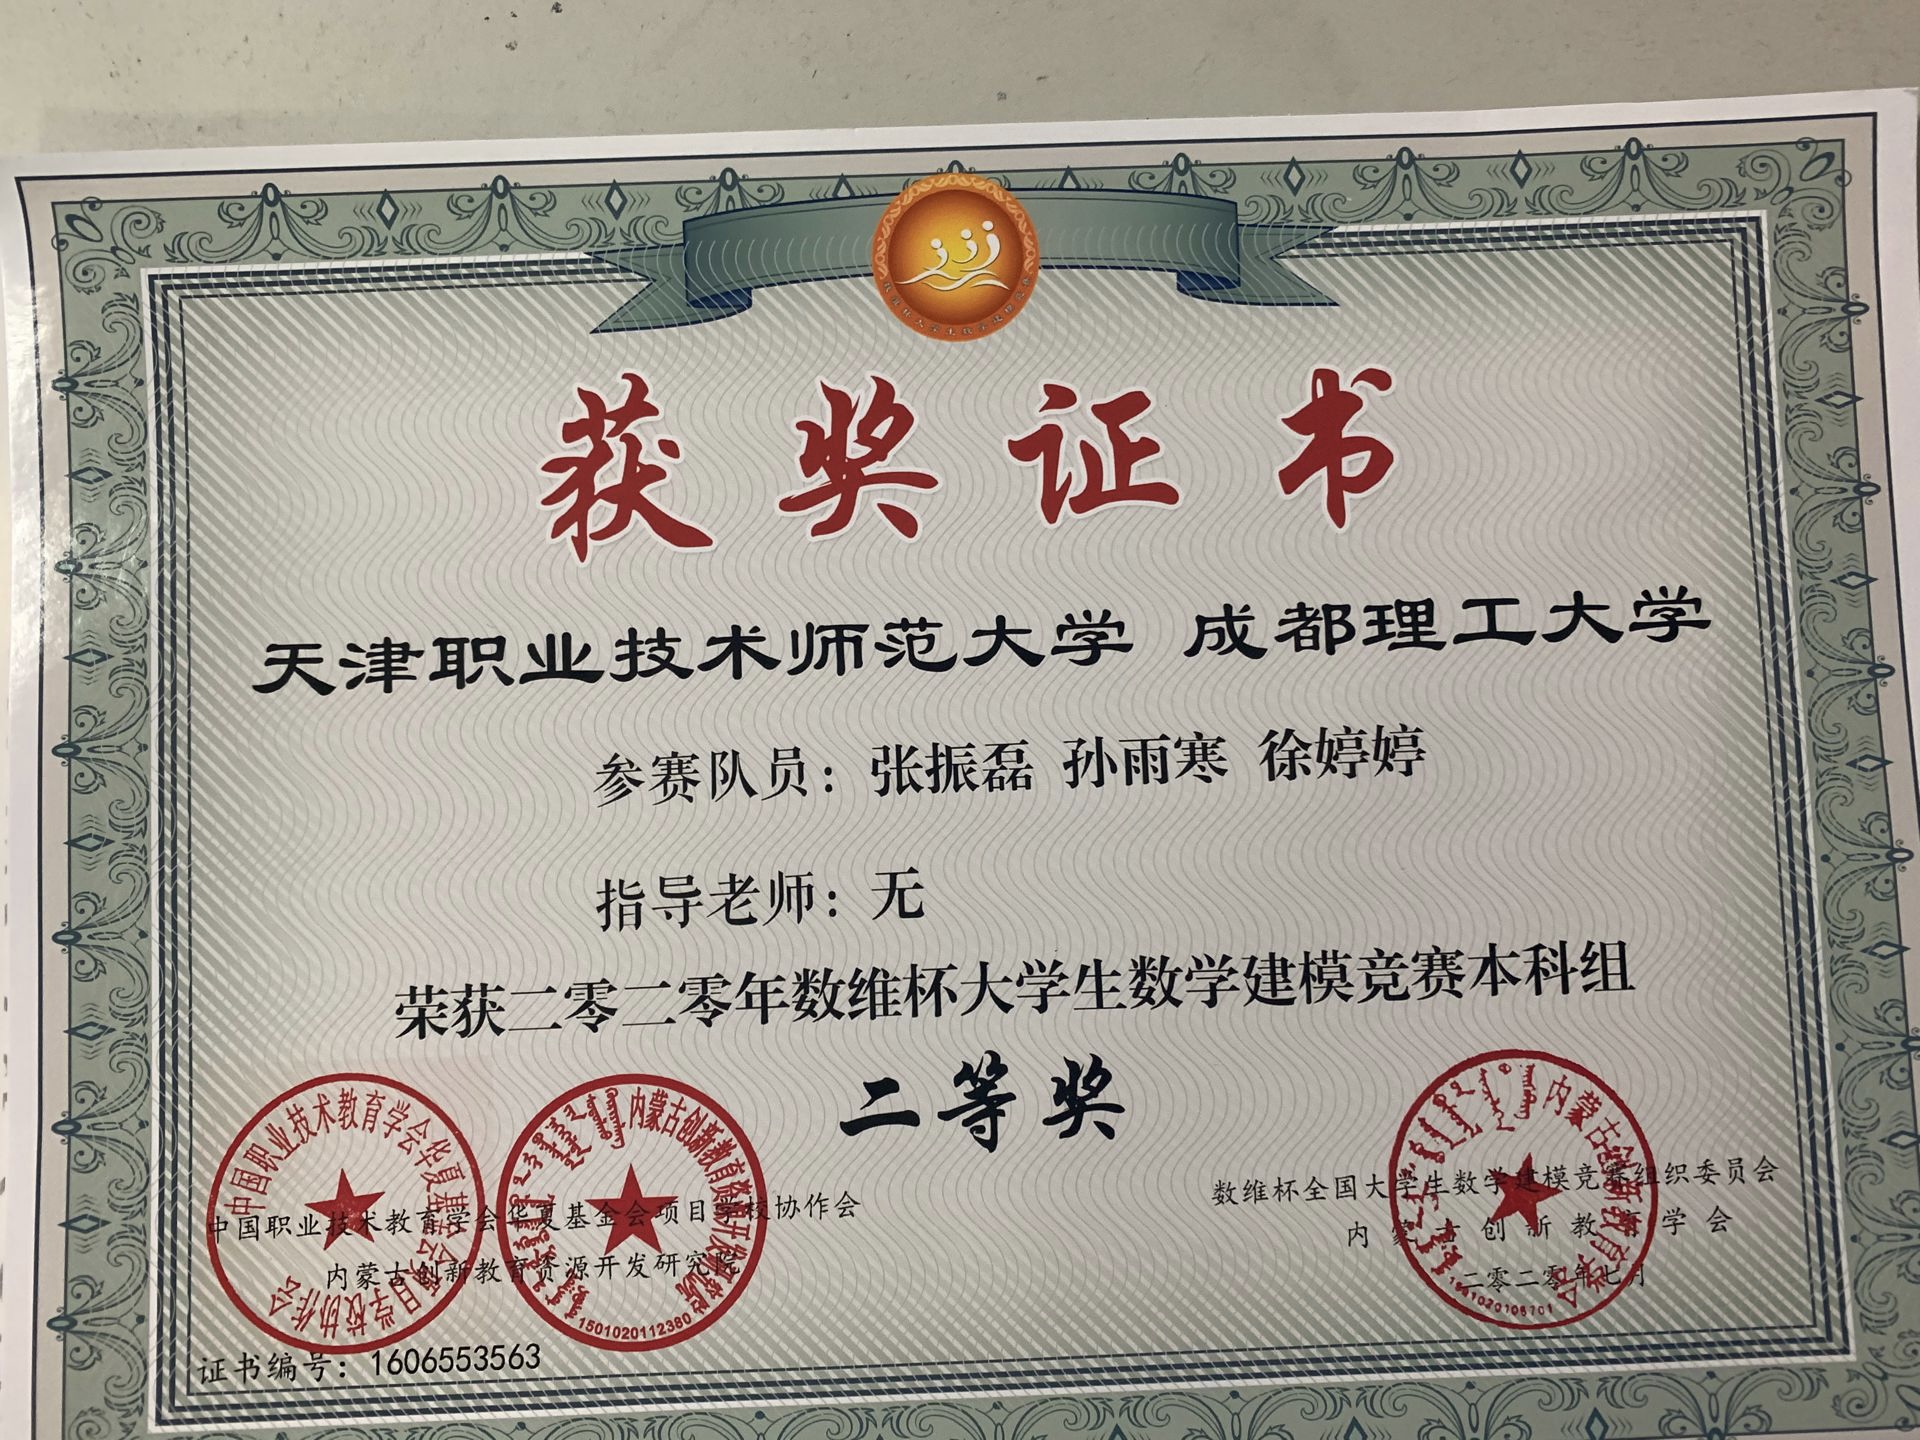 获奖证书
天津职业技术师范大学 成都理工大学
参赛队员：张振磊 孙雨寒 徐婷婷
指导老师：无
荣获二零二零年数维杯大学生数学建模竞赛本科组
二等奖
中国职业技术教育学会华夏基金会项目学校协作会
内蒙古创新教育资源开发研究院
数维杯全国大学生数学建模竞赛组织委员会
内蒙古创新教育学会
二零二零年七月
中国职业技术教育学会华夏基金会项目学校协作会
内蒙古创新教育资源开发研究院
1501020112380
内蒙古创新教育学会
证书编号：1606553563